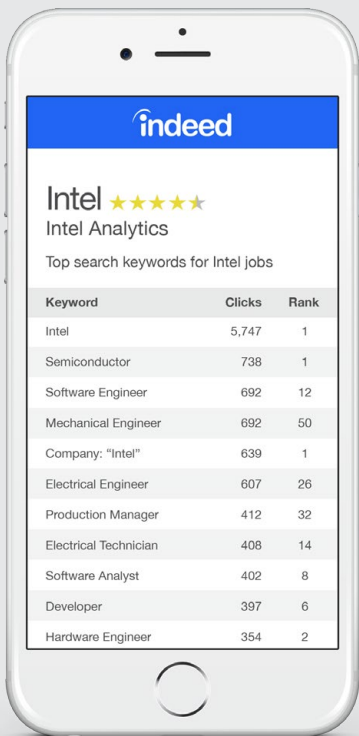 indeed
Intel
Intel Analytics
Top search keywords for Intel jobs
Keyword Clicks Rank
Intel 5,747 1
Semiconductor 738 1
Software Engineer 692 12
Mechanical Engineer 692 50
Company: “Intel” 639 1
Electrical Engineer 607 26
Production Manager 412 32
Electrical Technician 408 14
Software Analyst 402 8
Developer 397 6
Hardware Engineer 354 2